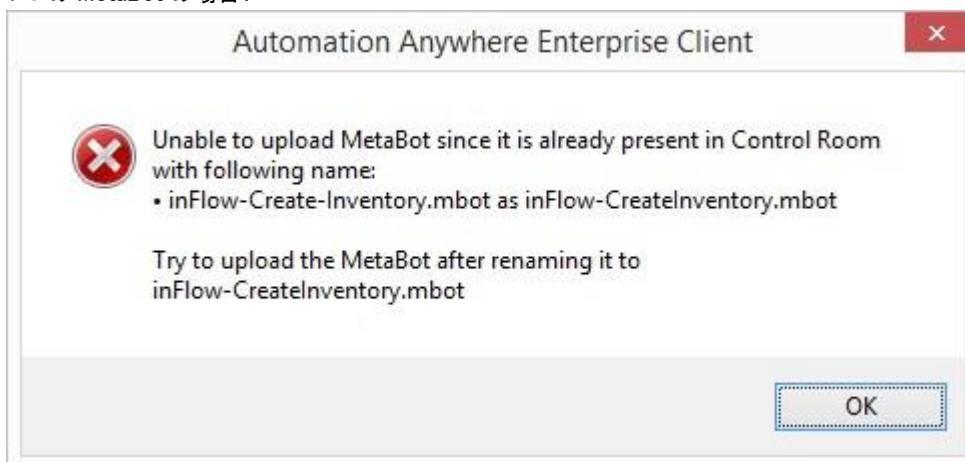 Automation Anywhere Enterprise Client
Unable to upload MetaBot since it is already present in Control Room
with following name:
• inFlow-Create-Inventory.mbot as inFlow-CreateInventory.mbot
Try to upload the MetaBot after renaming it to
inFlow-CreateInventory.mbot
OK